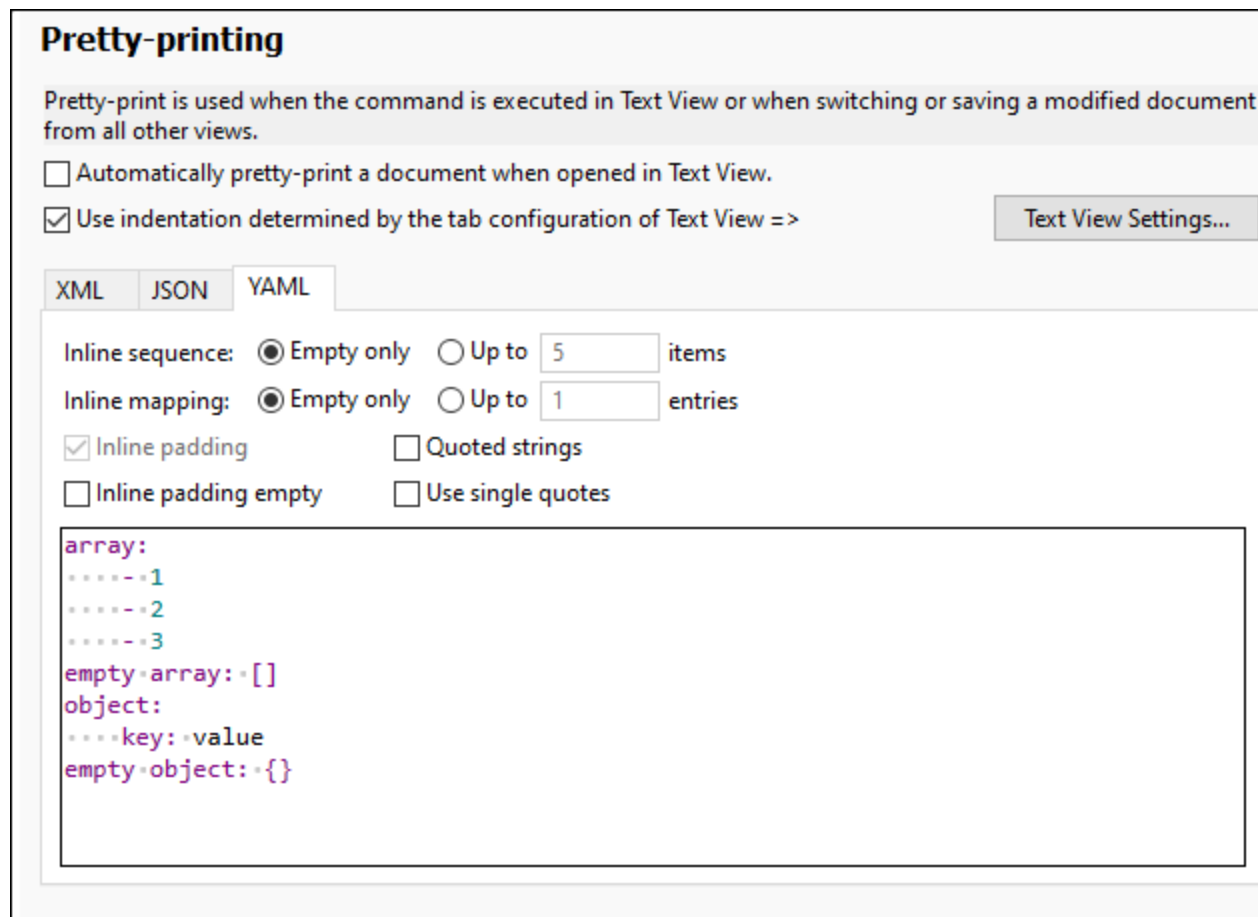 Pretty-printing
Pretty-print is used when the command is executed in Text View or when switching or saving a modified document
from all other views.
Automatically pretty-print a document when opened in Text View.
Use indentation determined by the tab configuration of Text View => Text View Settings...
XML JSON YAML
Inline sequence: Empty only Up to 5 items
Inline mapping: Empty only Up to 1 entries
Inline padding Quoted strings
Inline padding empty Use single quotes
array:
····-·1
····-·2
····-·3
empty·array:·[]
object:
····key:·value
empty·object:·{}